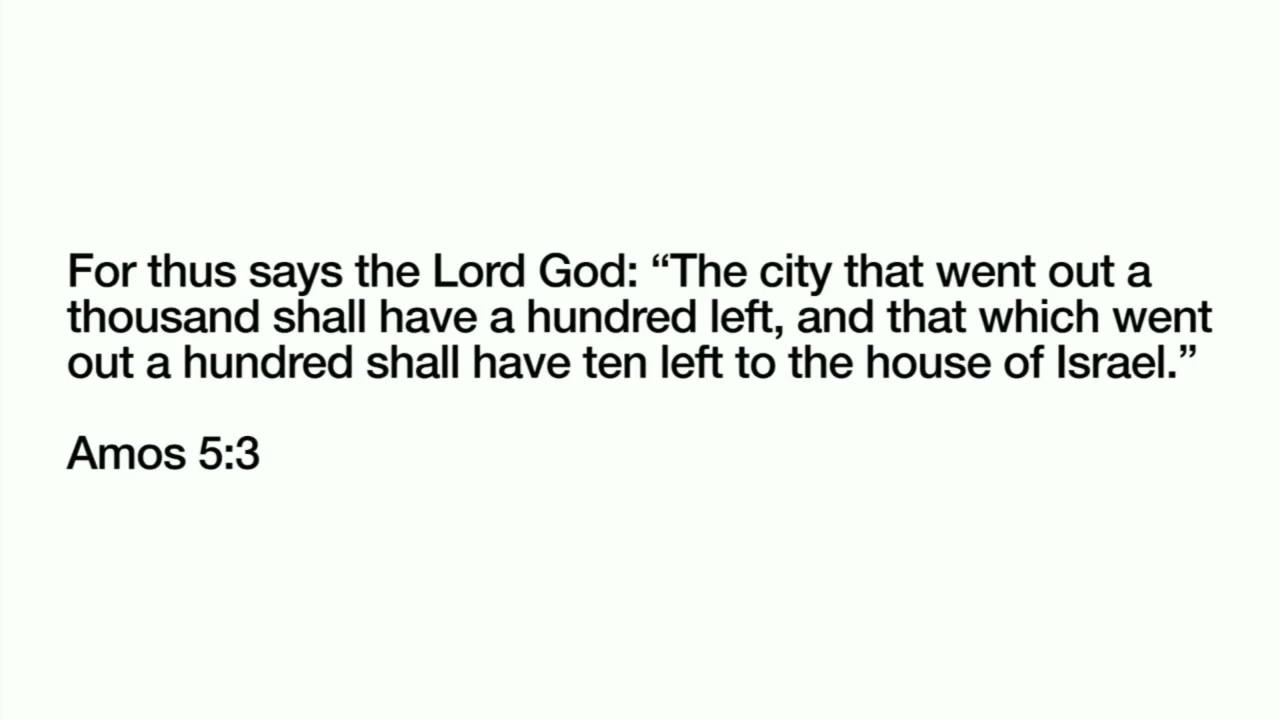 For thus says the Lord God: “The city that went out a
thousand shall have a hundred left, and that which went
out a hundred shall have ten left to the house of Israel.”
Amos 5:3